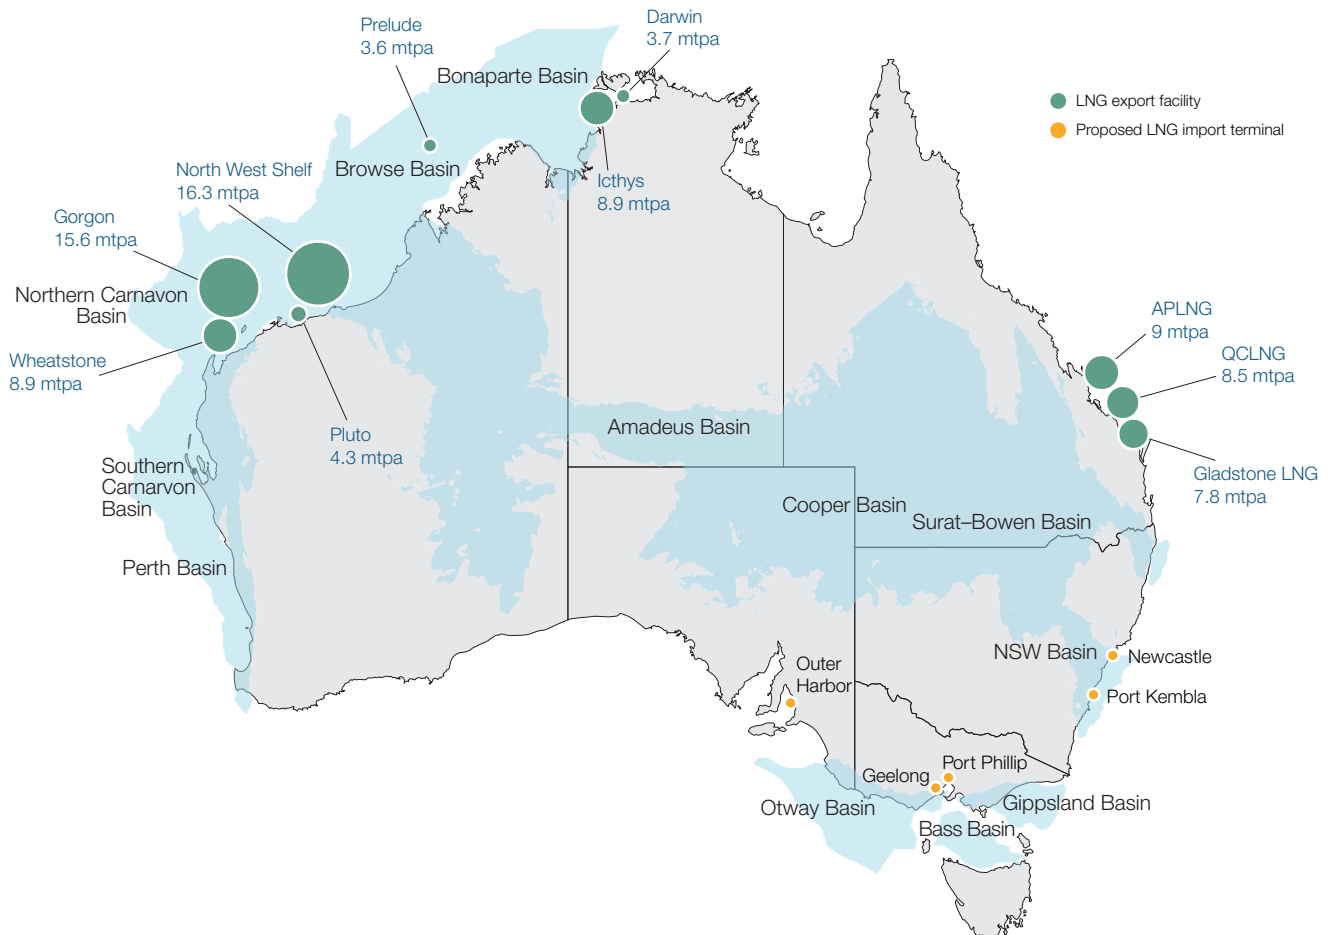 Prelude
3.6 mtpa
Darwin
3.7 mtpa
Bonaparte Basin
LNG export facility
Proposed LNG import terminal
North West Shelf
16.3 mtpa
Browse Basin
Icthys
8.9 mtpa
Gorgon
15.6 mtpa
Northern Carnavon
Basin
Wheatstone
8.9 mtpa
Pluto
4.3 mtpa
APLNG
9 mtpa
QCLNG
8.5 mtpa
Gladstone LNG
7.8 mtpa
Amadeus Basin
Southern
Carnarvon
Basin
Cooper Basin
Surat–Bowen Basin
Perth Basin
NSW Basin
Newcastle
Outer
Harbor
Port Kembla
Port Phillip
Geelong
Otway Basin
Gippsland Basin
Bass Basin